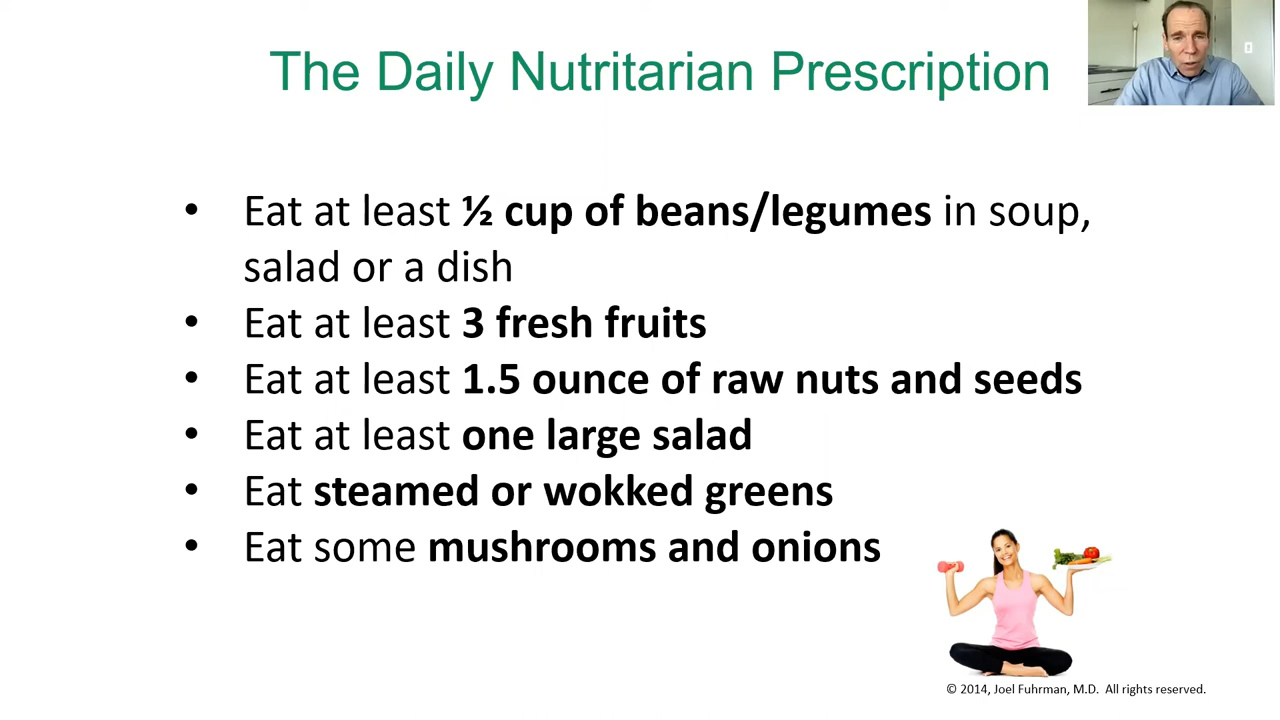 The Daily Nutritarian Prescription
• Eat at least ½ cup of beans/legumes in soup,
salad or a dish
• Eat at least 3 fresh fruits
• Eat at least 1.5 ounce of raw nuts and seeds
• Eat at least one large salad
• Eat steamed or wokked greens
• Eat some mushrooms and onions
© 2014, Joel Fuhrman, M.D. All rights reserved.